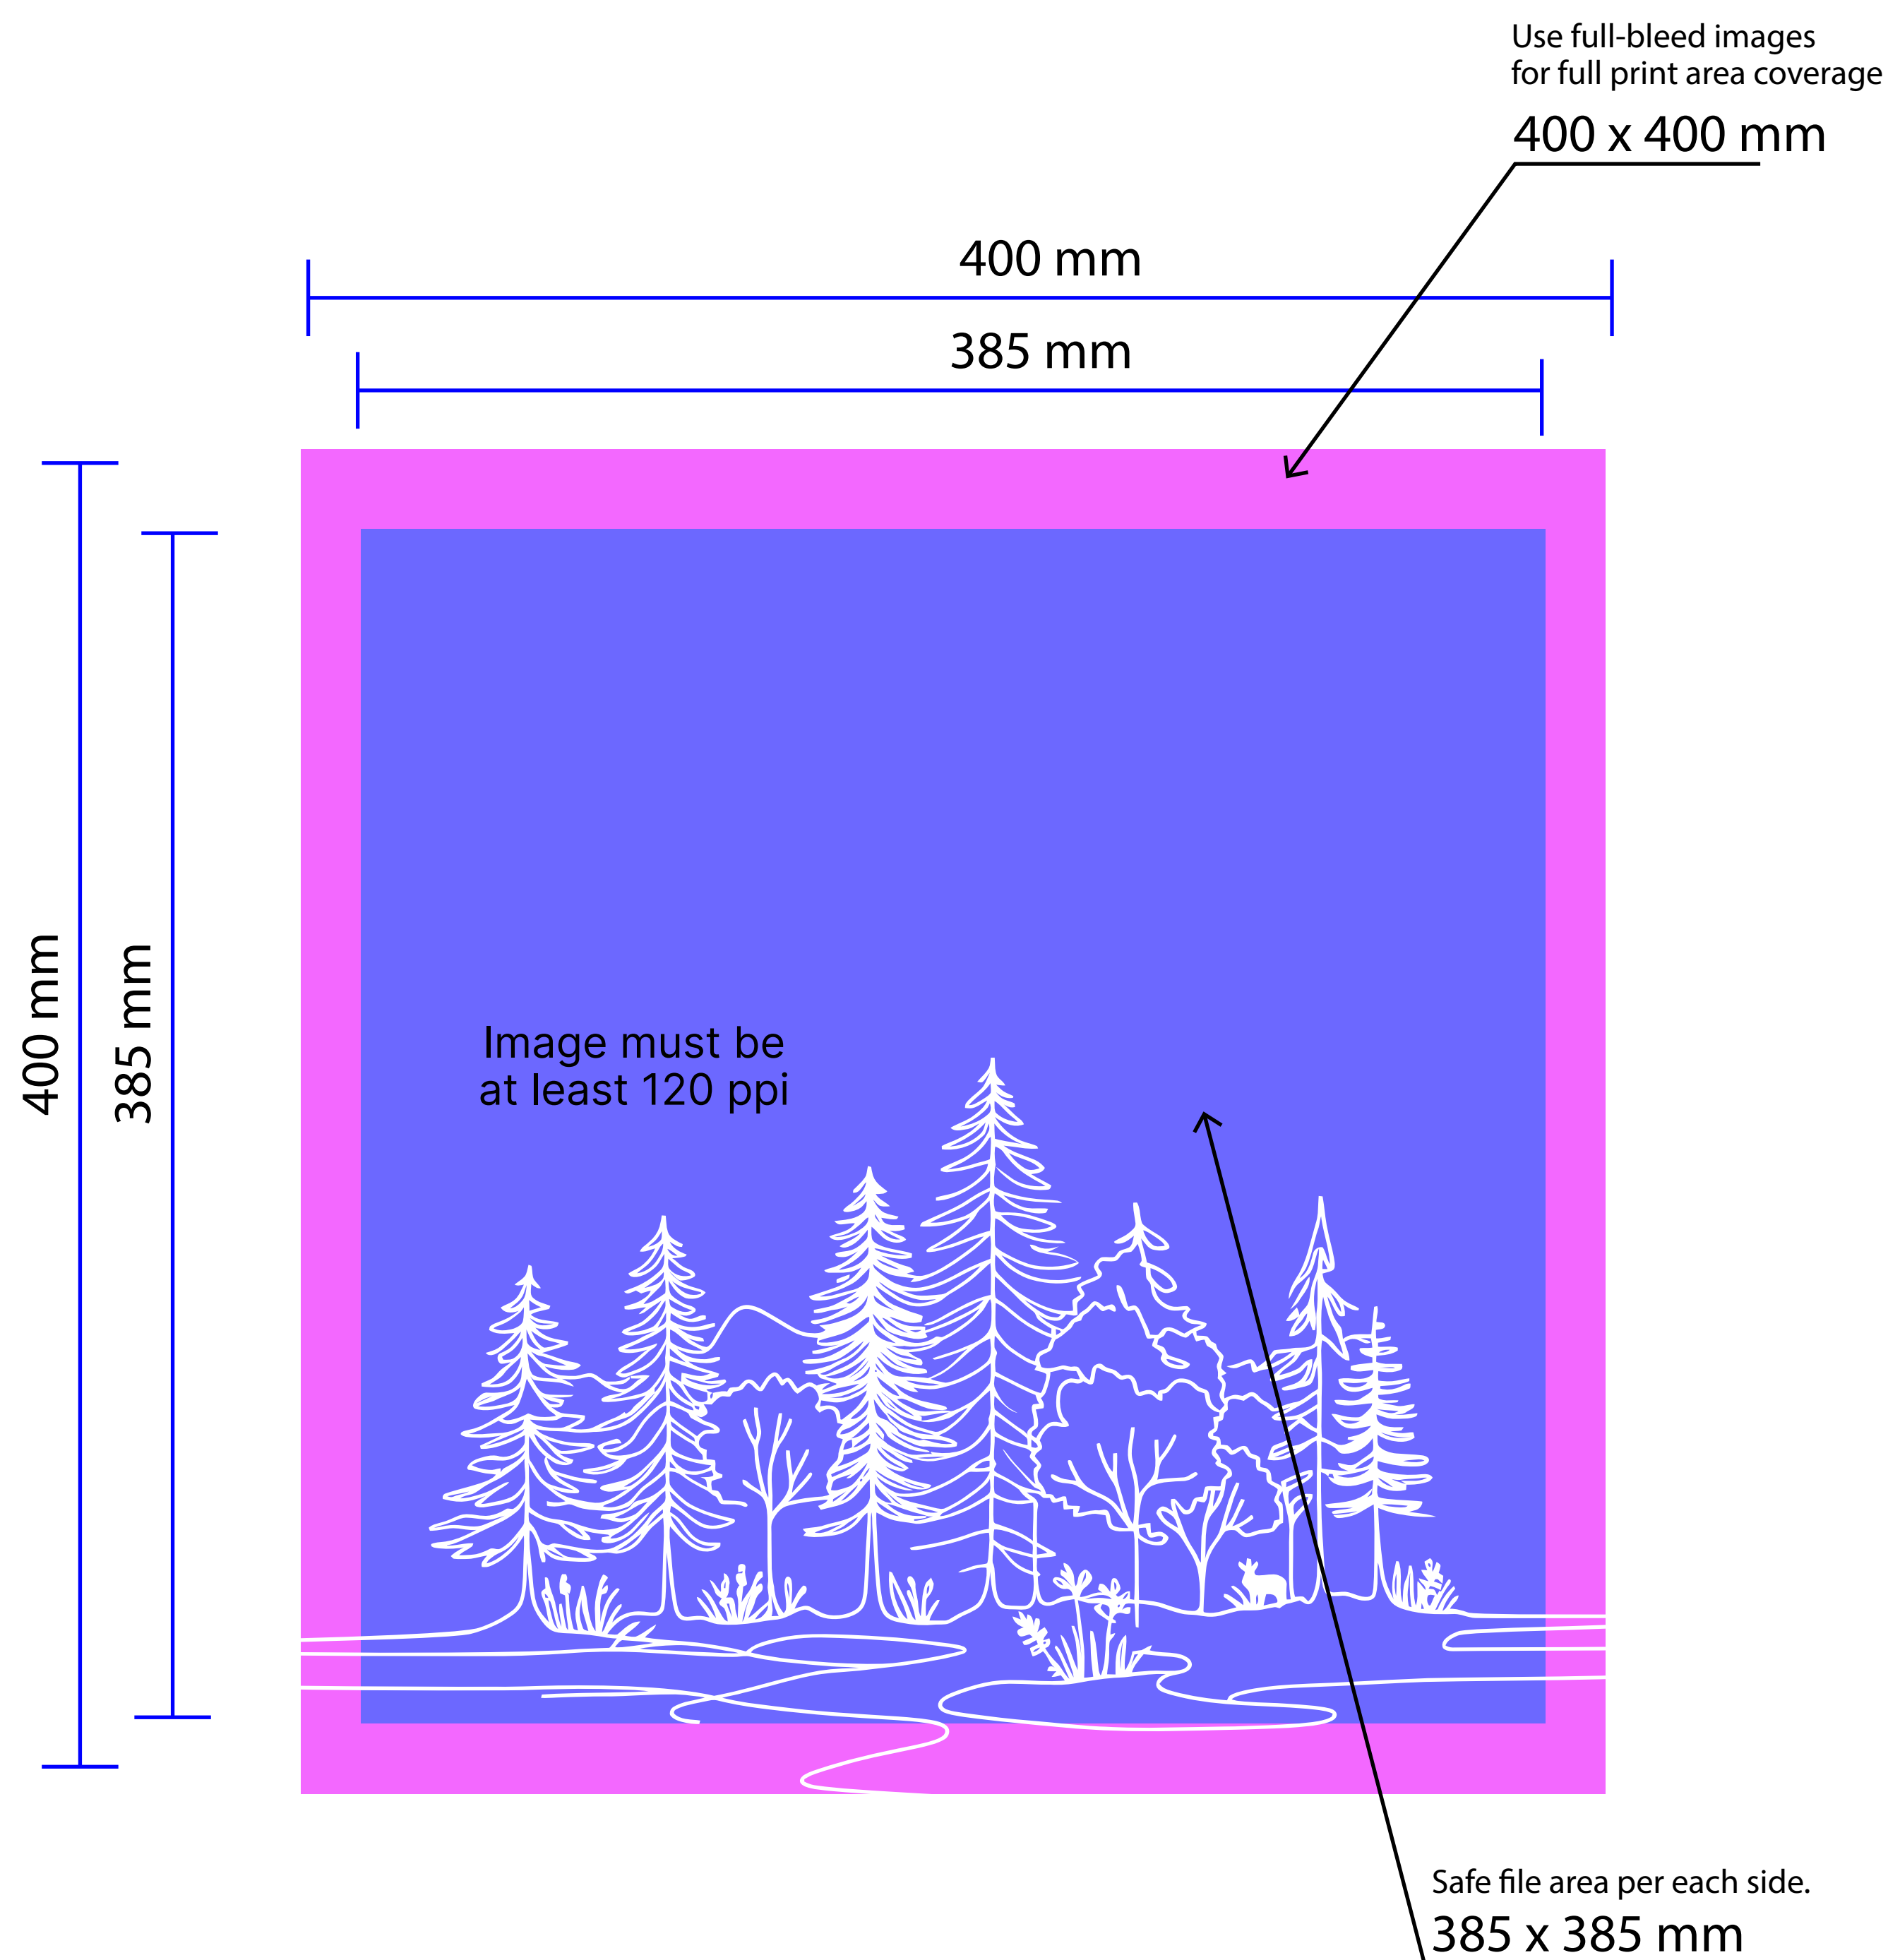 Use full-bleed images
for full print area coverage
400 x 400 mm
400 mm
385 mm
400 mm
385 mm
Image must be
at least 120 ppi
Safe file area per each side.
385 x 385 mm